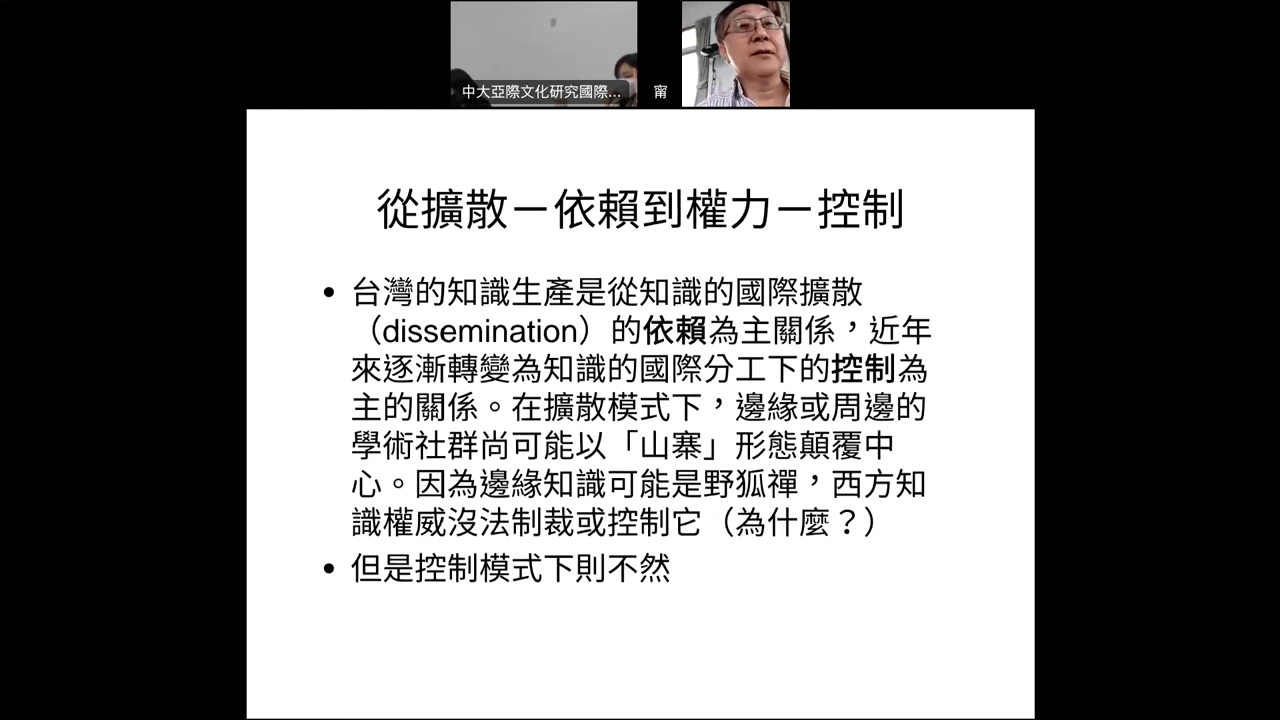 中大亞際文化研究國際...
甯
從擴散－依賴到權力－控制
• 台灣的知識生產是從知識的國際擴散
（dissemination）的依賴為主關係，近年
來逐漸轉變為知識的國際分工下的控制為
主的關係。在擴散模式下，邊緣或周邊的
學術社群尚可能以「山寨」形態顛覆中
心。因為邊緣知識可能是野狐禪，西方知
識權威沒法制裁或控制它（為什麼？）
• 但是控制模式下則不然